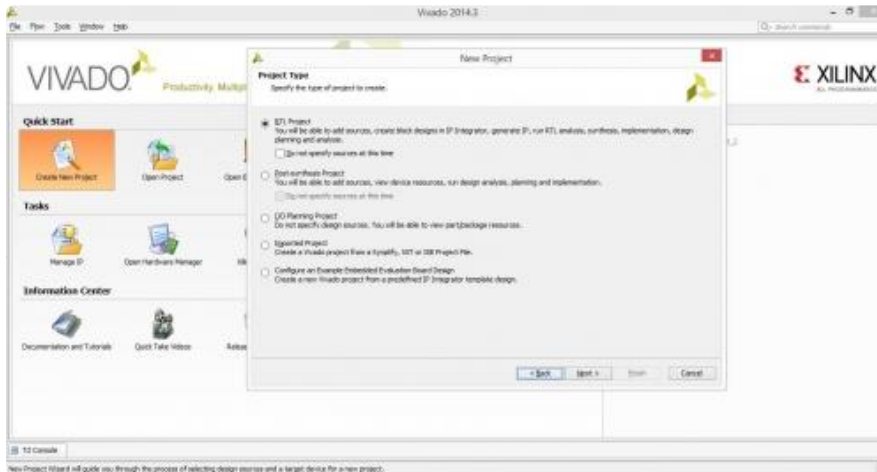 Vivado 2014.3
File Flow Tools Window Help
Search commands
VIVADO
Productivity. Multip
XILINX
ALL PROGRAMMABLE
Quick Start
Create New Project
Open Project
Open E
Tasks
Manage IP
Open Hardware Manager
Information Center
Documentation and Tutorials
Quick Take Videos
Releas
New Project
Project Type
Specify the type of project to create.
RTL Project
You will be able to add sources, create block designs in IP Integrator, generate IP, run RTL analysis, synthesis, implementation, design
planning and analysis.
Do not specify sources at this time
Post-synthesis Project
You will be able to add sources, view device resources, run design analysis, planning and implementation.
Do not specify sources at this time
I/O Planning Project
Do not specify design sources. You will be able to view part/package resources.
Imported Project
Create a Vivado project from a Synplify, XST or ISE Project File.
Configure an Example Embedded Evaluation Board Design
Create a new Vivado project from a predefined IP Integrator template design.
< Back
Next >
Finish
Cancel
Tcl Console
New Project Wizard will guide you through the process of selecting design sources and a target device for a new project.